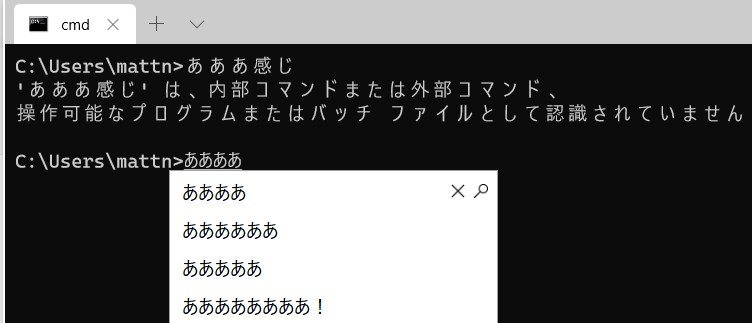 cmd
C:\Users\mattn>あああ感じ
'あああ感じ' は、内部コマンドまたは外部コマンド、
操作可能なプログラムまたはバッチ ファイルとして認識されていません
C:\Users\mattn>ああああ
ああああ
ああああああ
あああああ
ああああああああ！